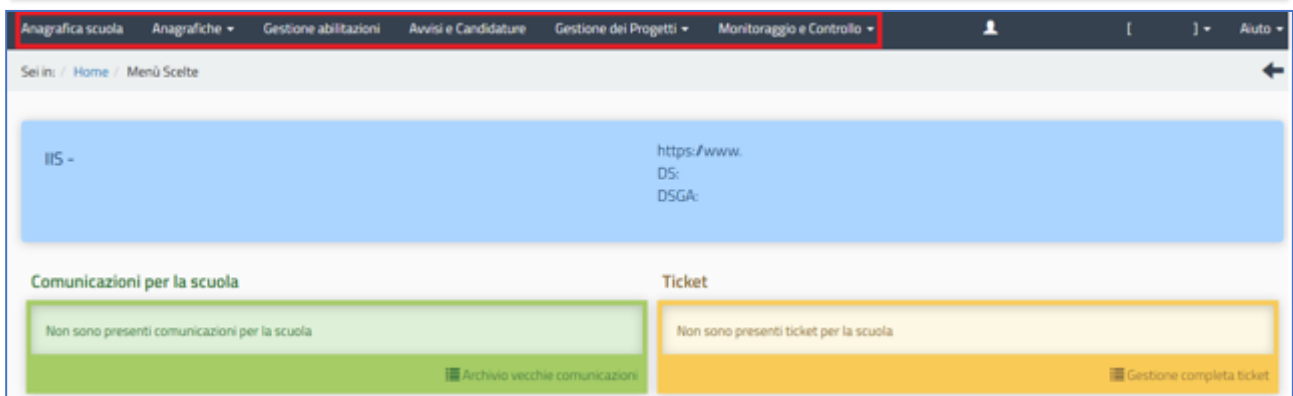 Anagrafica scuola Anagrafiche Gestione abilitazioni Avvisi e Candidature Gestione dei Progetti Monitoraggio e Controllo [ ] Aiuto
Sei in: / Home / Menù Scelte
IIS -
https://www.
DS:
DSGA:
Comunicazioni per la scuola
Non sono presenti comunicazioni per la scuola
Archivio vecchie comunicazioni
Ticket
Non sono presenti ticket per la scuola
Gestione completa ticket